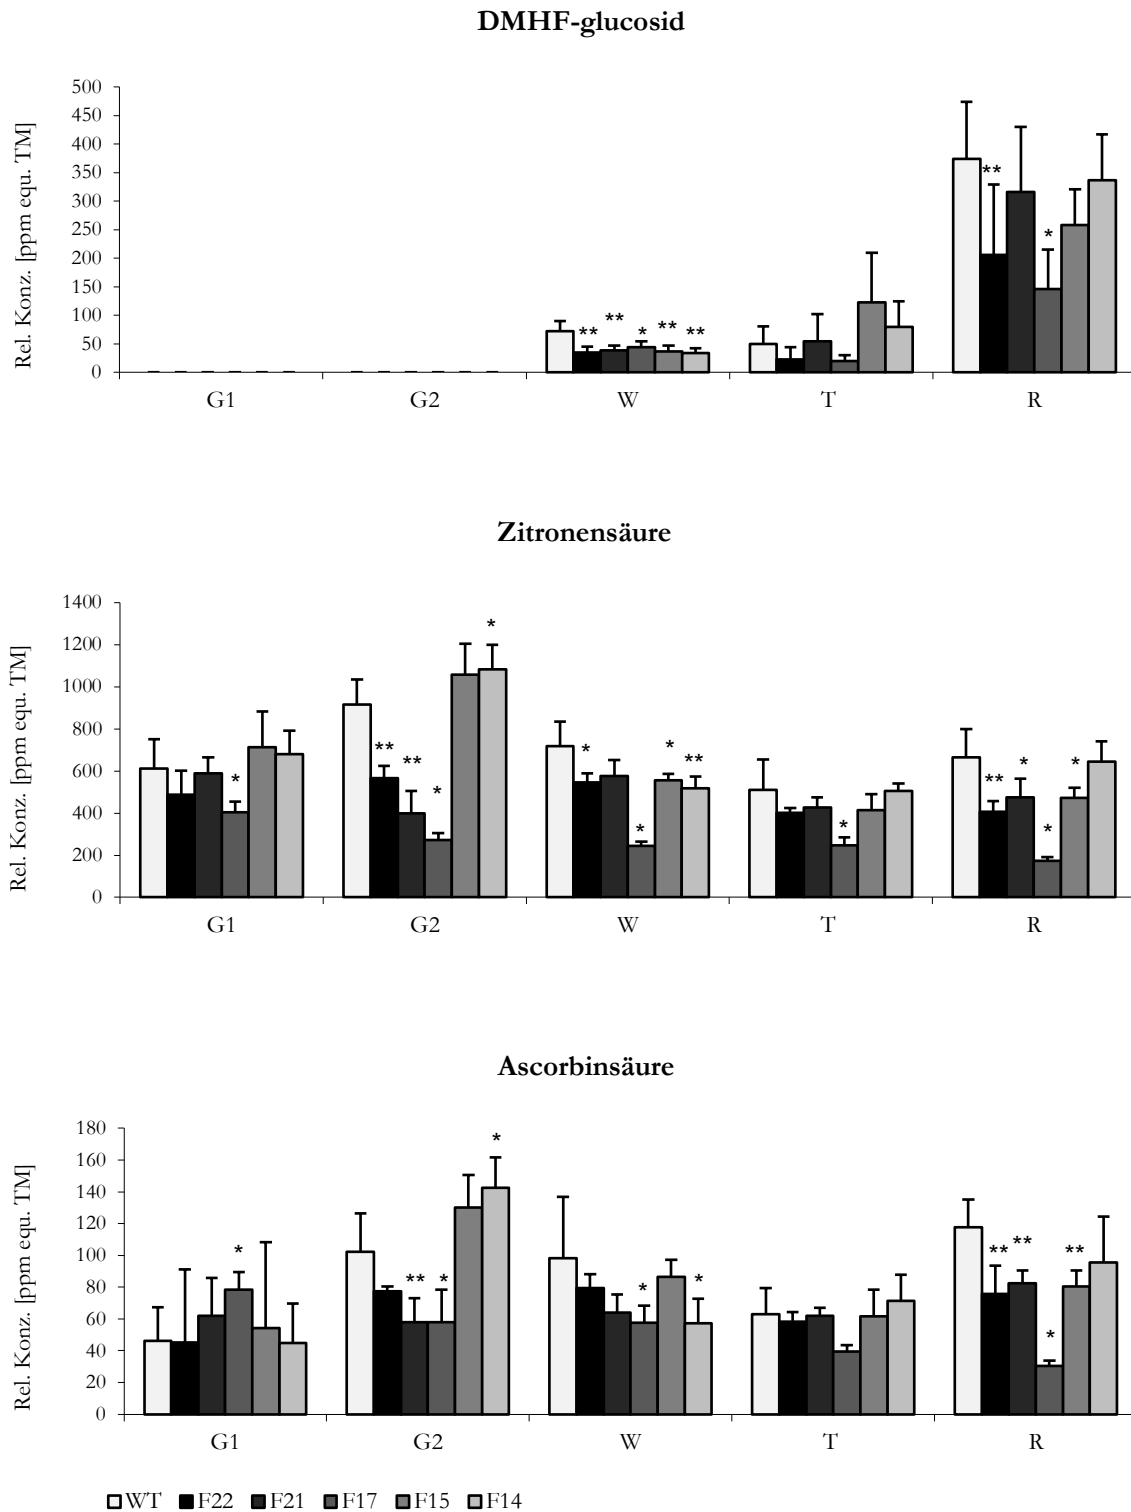 DMHF-glucosid
Rel. Konz. [ppm equ. TM]
500
450
400
350
300
250
200
150
100
50
0
** ** * ** **
** *
G1 G2 W T R
Zitronensäure
Rel. Konz. [ppm equ. TM]
1400
1200
1000
800
600
400
200
0
*
** ** * *
* * * **
*
** * * *
G1 G2 W T R
Ascorbinsäure
Rel. Konz. [ppm equ. TM]
180
160
140
120
100
80
60
40
20
0
*
** * *
* *
** ** * **
G1 G2 W T R
WT F22 F21 F17 F15 F14